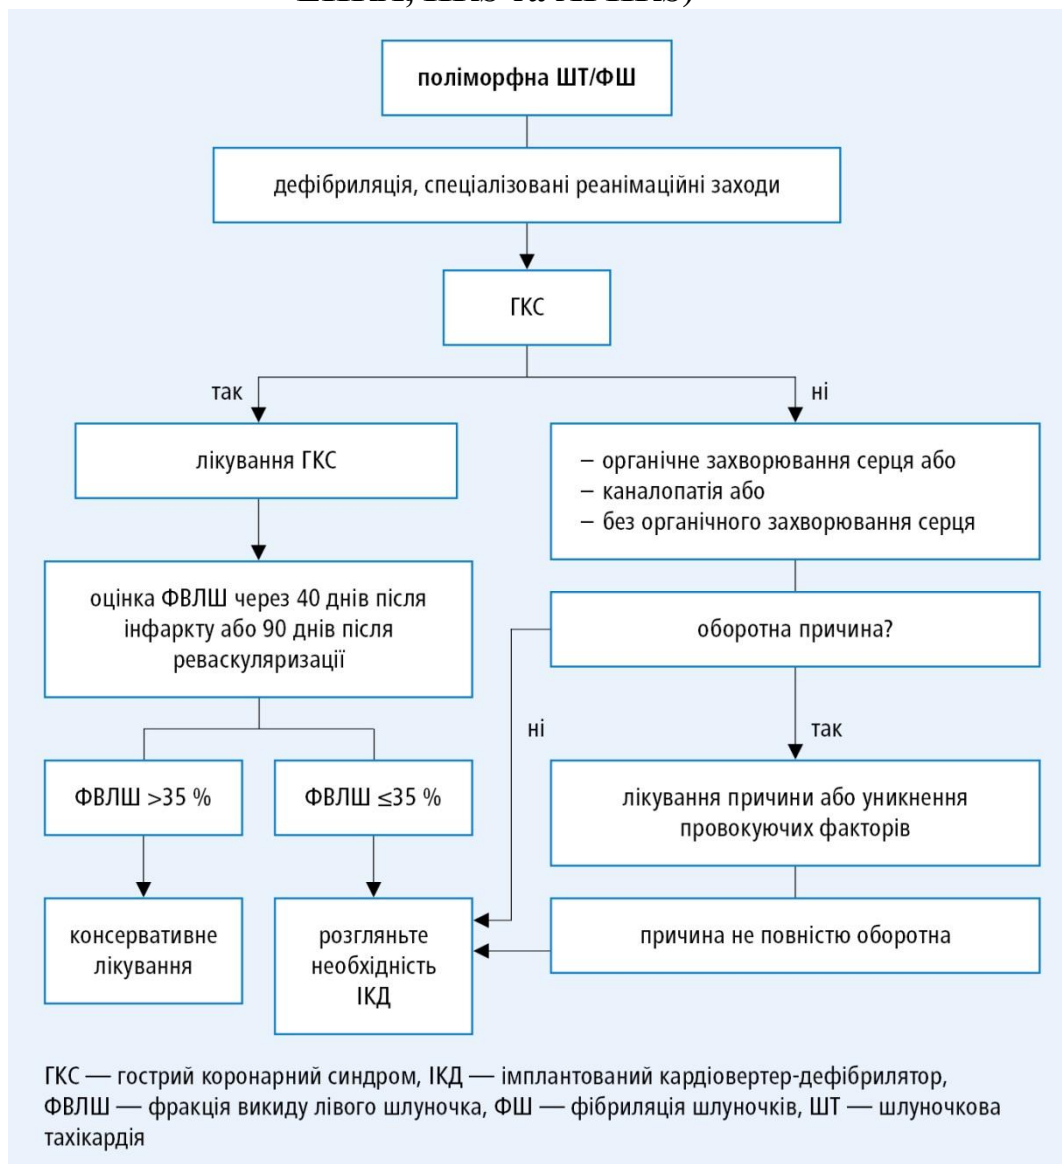 поліморфна ШТ/ФШ
дефібриляція, спеціалізовані реанімаційні заходи
ГКС
так
ні
лікування ГКС
– органічне захворювання серця або
– каналопатія або
– без органічного захворювання серця
оцінка ФВЛШ через 40 днів після
інфаркту або 90 днів після
реваскуляризації
оборотна причина?
ні
так
ФВЛШ >35 %
ФВЛШ ≤35 %
лікування причини або уникнення
провокуючих факторів
консервативне
лікування
розгляньте
необхідність
ІКД
причина не повністю оборотна
ГКС — гострий коронарний синдром, ІКД — імплантований кардіовертер-дефібрилятор,
ФВЛШ — фракція викиду лівого шлуночка, ФШ — фібриляція шлуночків, ШТ — шлуночкова
тахікардія